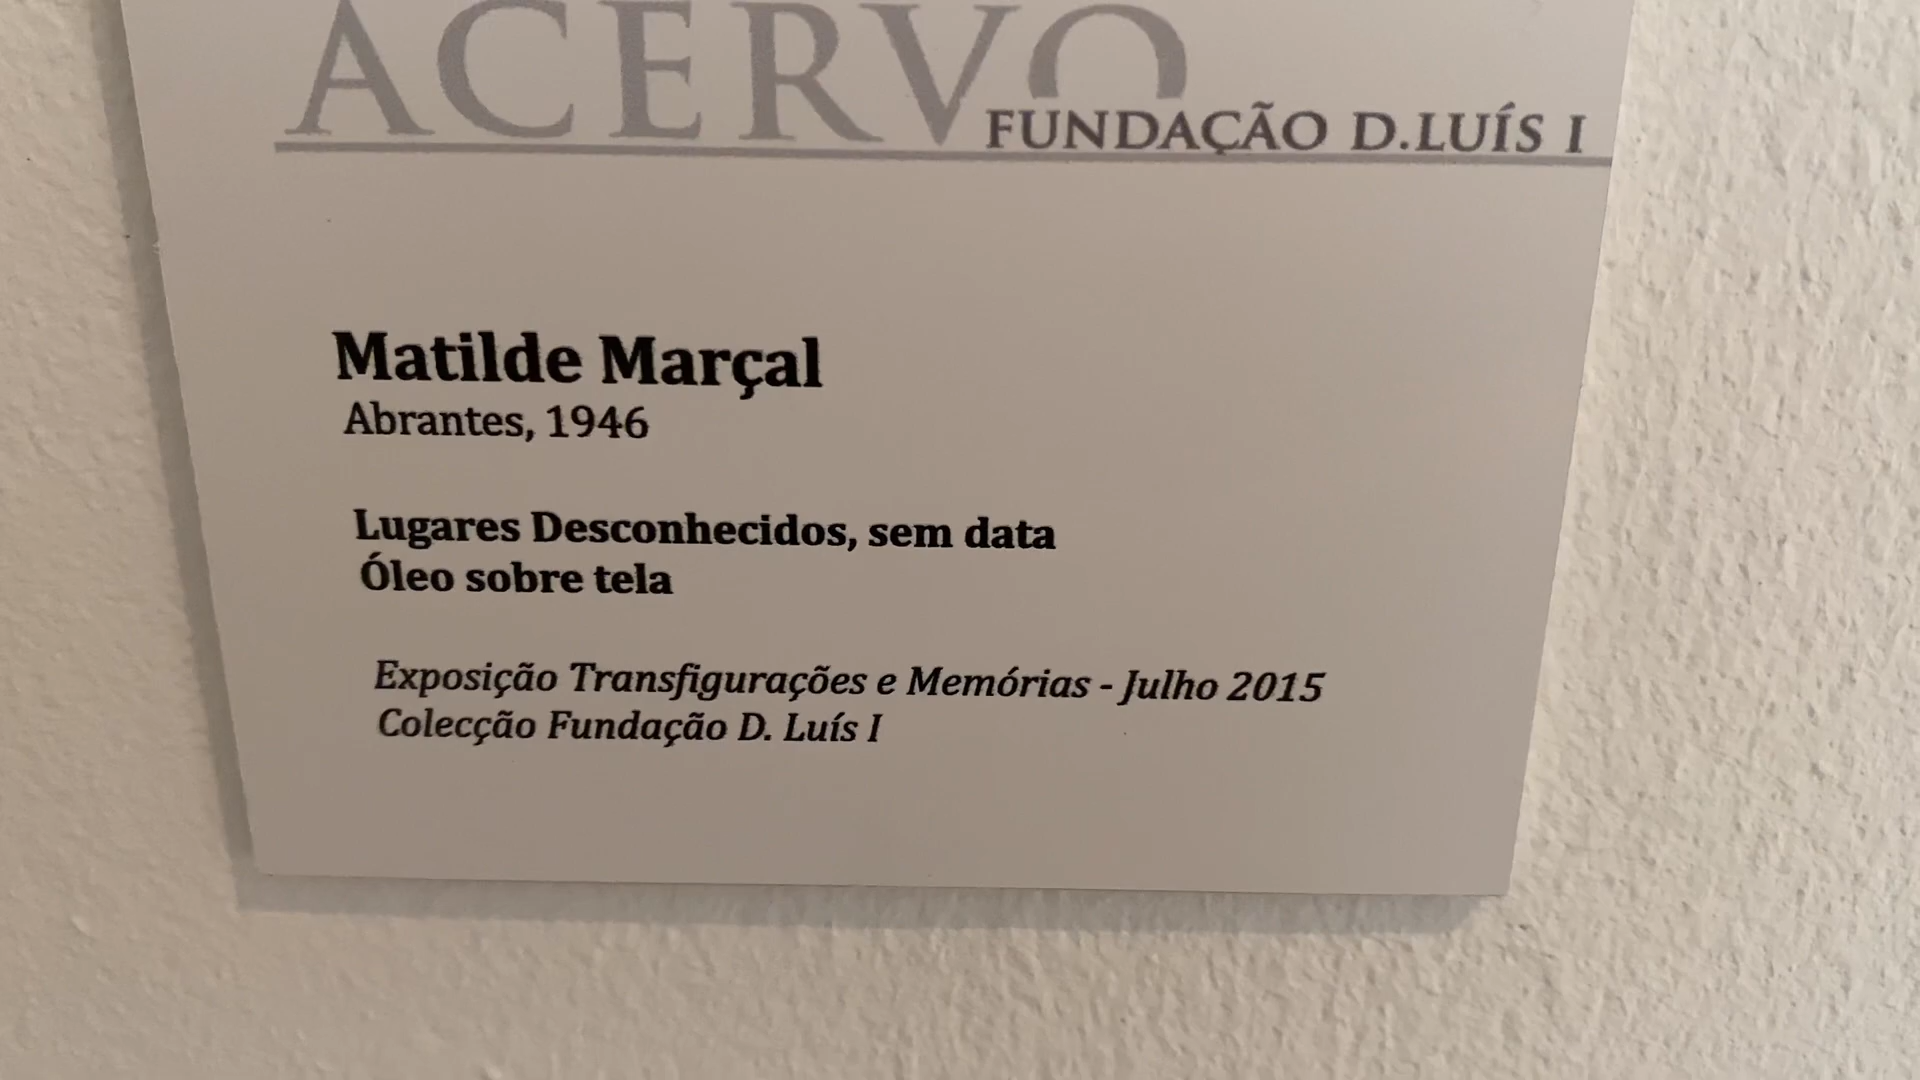 ACERVO
FUNDAÇÃO D.LUÍS I
Matilde Marçal
Abrantes, 1946
Lugares Desconhecidos, sem data
Óleo sobre tela
Exposição Transfigurações e Memórias - Julho 2015
Colecção Fundação D. Luís I